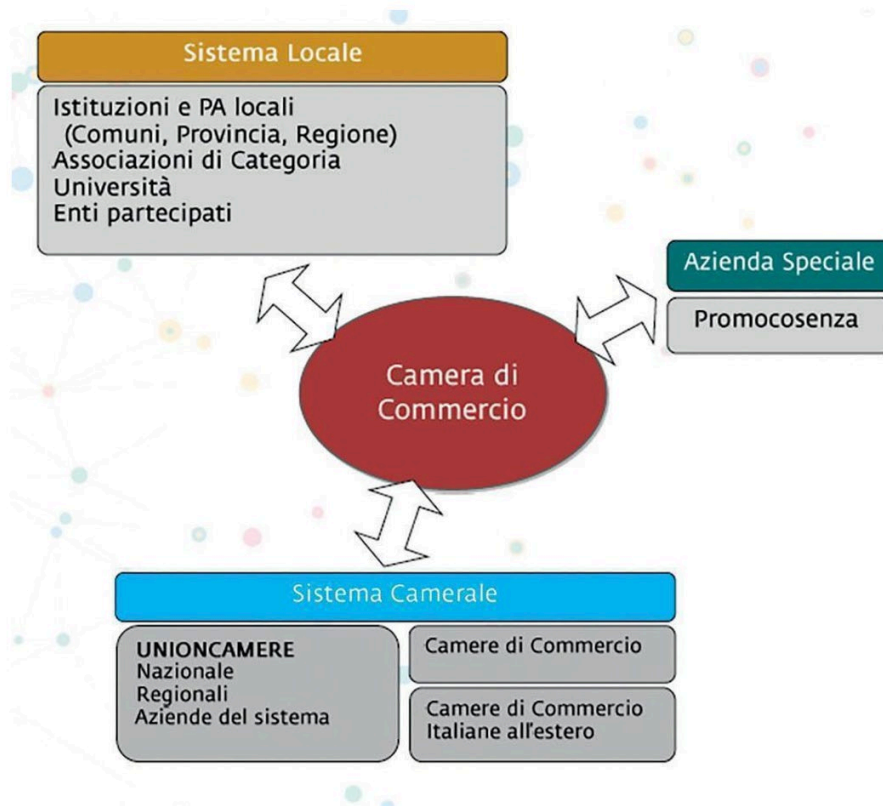 Sistema Locale
Istituzioni e PA locali
(Comuni, Provincia, Regione)
Associazioni di Categoria
Università
Enti partecipati
Azienda Speciale
Promocosenza
Camera di
Commercio
Sistema Camerale
UNIONCAMERE
Nazionale
Regionali
Aziende del sistema
Camere di Commercio
Camere di Commercio
Italiane all'estero